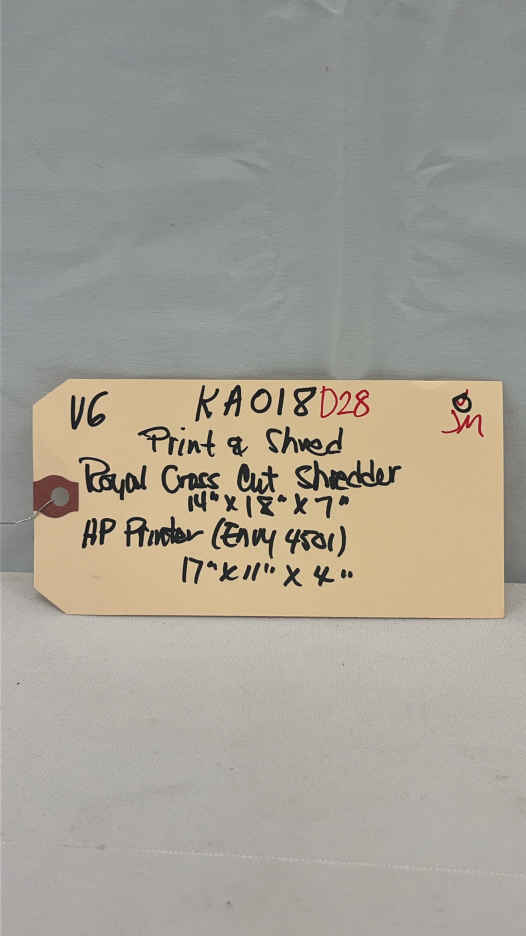 V6 KA018 D28
JM
Print & Shred
Royal Cross Cut Shredder
14" x 18" x 7"
HP Printer (Envy 4501)
17" x 11" x 4"